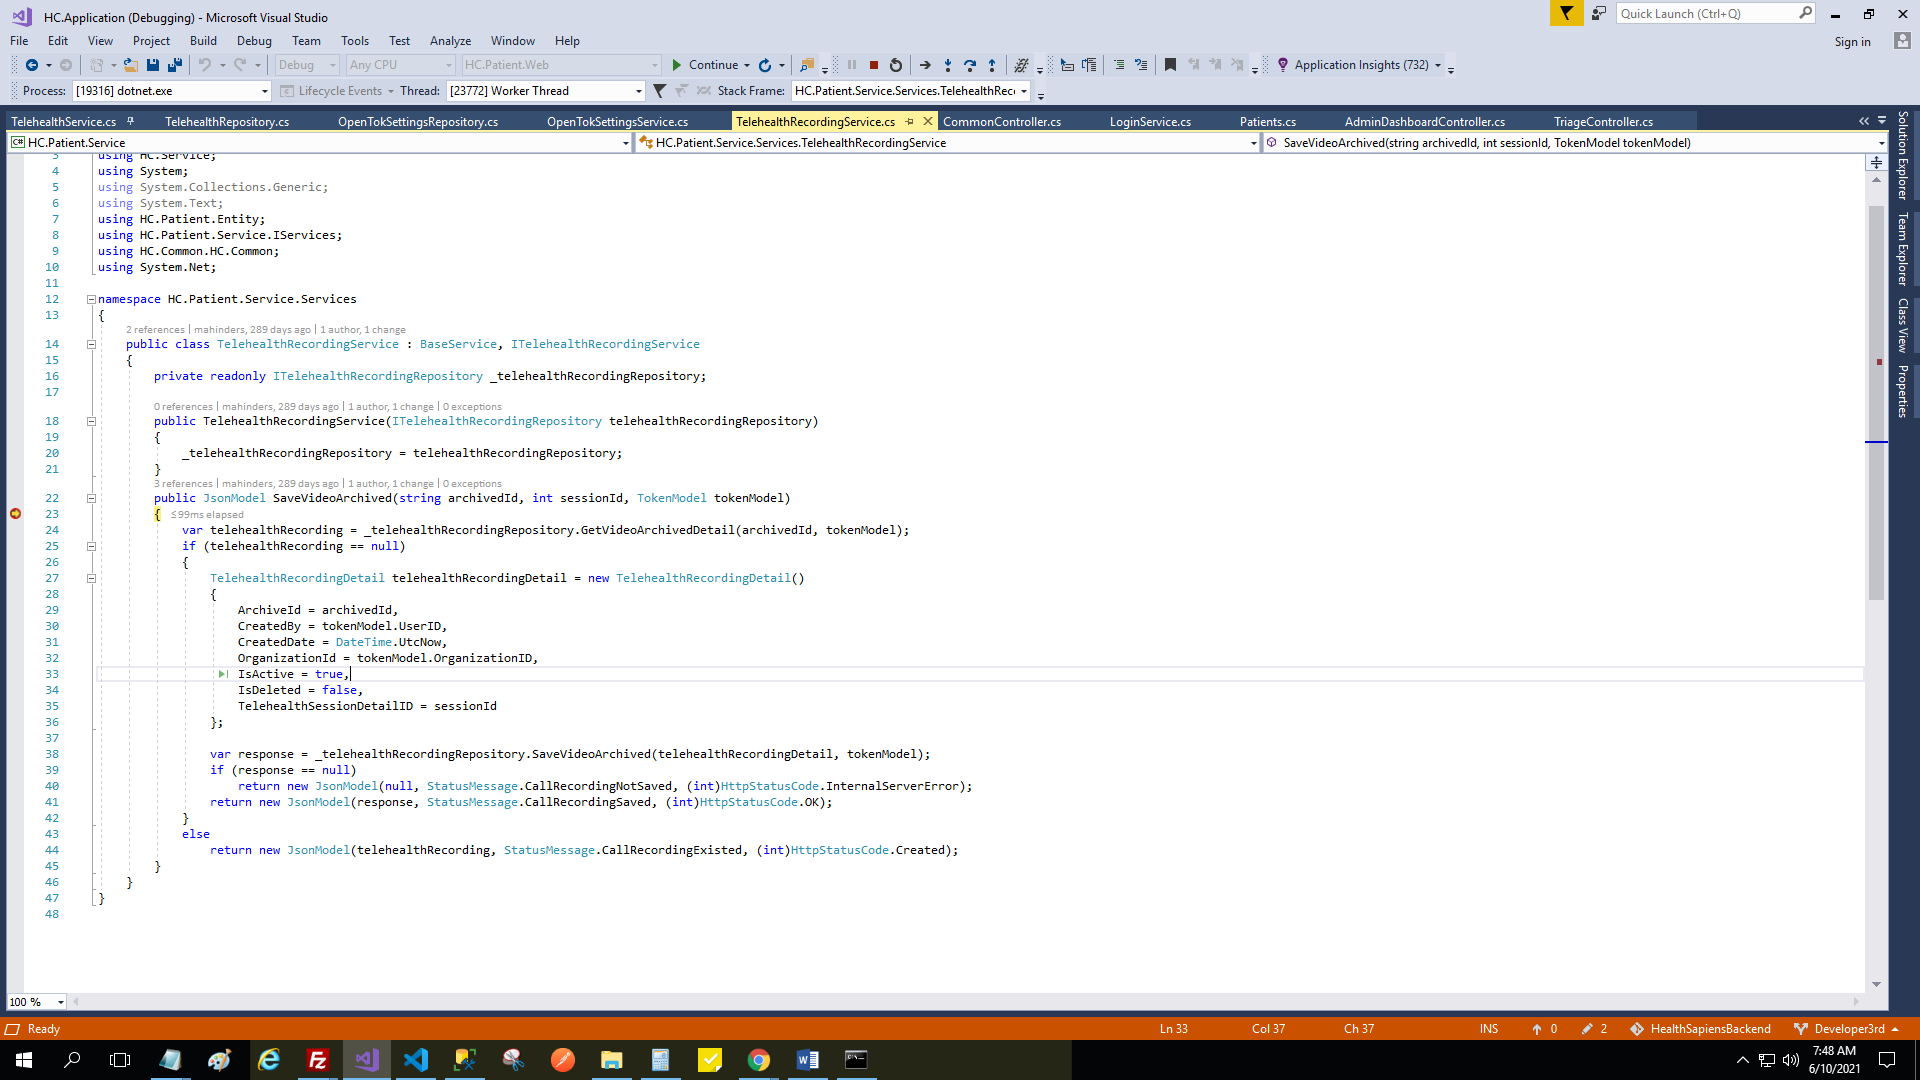 HC.Application (Debugging) - Microsoft Visual Studio
Quick Launch (Ctrl+Q)
File Edit View Project Build Debug Team Tools Test Analyze Window Help
Sign in
Debug Any CPU HC.Patient.Web Continue Application Insights (732)
Process: [19316] dotnet.exe Lifecycle Events Thread: [23772] Worker Thread Stack Frame: HC.Patient.Service.Services.TelehealthRec
TelehealthService.cs TelehealthRepository.cs OpenTokSettingsRepository.cs OpenTokSettingsService.cs TelehealthRecordingService.cs CommonController.cs LoginService.cs Patients.cs AdminDashboardController.cs TriageController.cs
HC.Patient.Service HC.Patient.Service.Services.TelehealthRecordingService SaveVideoArchived(string archivedId, int sessionId, TokenModel tokenModel)
3 using HC.Service;
4 using System;
5 using System.Collections.Generic;
6 using System.Text;
7 using HC.Patient.Entity;
8 using HC.Patient.Service.IServices;
9 using HC.Common.HC.Common;
10 using System.Net;
11
12 namespace HC.Patient.Service.Services
13 {
2 references | mahinders, 289 days ago | 1 author, 1 change
14 public class TelehealthRecordingService : BaseService, ITelehealthRecordingService
15 {
16 private readonly ITelehealthRecordingRepository _telehealthRecordingRepository;
17
0 references | mahinders, 289 days ago | 1 author, 1 change | 0 exceptions
18 public TelehealthRecordingService(ITelehealthRecordingRepository telehealthRecordingRepository)
19 {
20 _telehealthRecordingRepository = telehealthRecordingRepository;
21 }
3 references | mahinders, 289 days ago | 1 author, 1 change | 0 exceptions
22 public JsonModel SaveVideoArchived(string archivedId, int sessionId, TokenModel tokenModel)
23 { ≤99ms elapsed
24 var telehealthRecording = _telehealthRecordingRepository.GetVideoArchivedDetail(archivedId, tokenModel);
25 if (telehealthRecording == null)
26 {
27 TelehealthRecordingDetail telehealthRecordingDetail = new TelehealthRecordingDetail()
28 {
29 ArchiveId = archivedId,
30 CreatedBy = tokenModel.UserID,
31 CreatedDate = DateTime.UtcNow,
32 OrganizationId = tokenModel.OrganizationID,
33 IsActive = true,
34 IsDeleted = false,
35 TelehealthSessionDetailID = sessionId
36 };
37
38 var response = _telehealthRecordingRepository.SaveVideoArchived(telehealthRecordingDetail, tokenModel);
39 if (response == null)
40 return new JsonModel(null, StatusMessage.CallRecordingNotSaved, (int)HttpStatusCode.InternalServerError);
41 return new JsonModel(response, StatusMessage.CallRecordingSaved, (int)HttpStatusCode.OK);
42 }
43 else
44 return new JsonModel(telehealthRecording, StatusMessage.CallRecordingExisted, (int)HttpStatusCode.Created);
45 }
46 }
47 }
48
Solution Explorer
Team Explorer
Class View
Properties
100 %
Ready Ln 33 Col 37 Ch 37 INS 0 2 HealthSapiensBackend Developer3rd
7:48 AM
6/10/2021